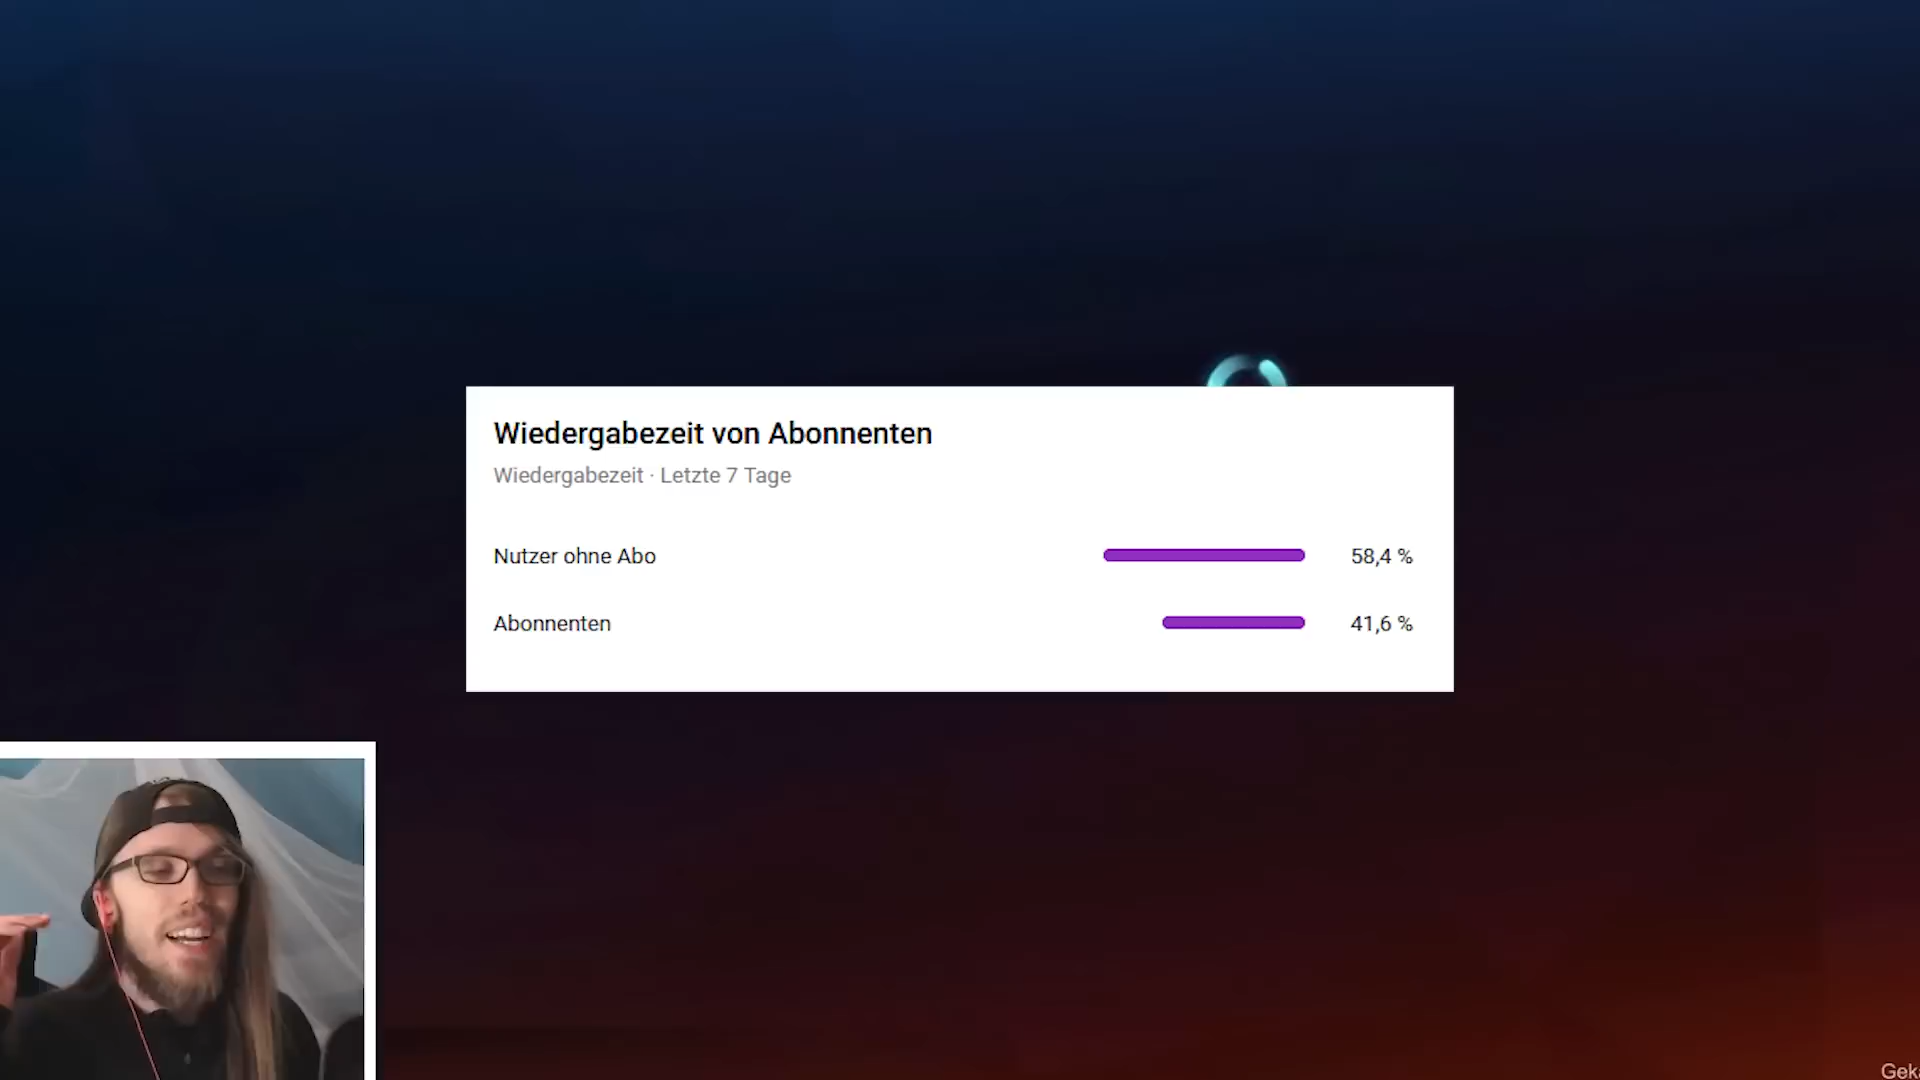 Wiedergabezeit von Abonnenten
Wiedergabezeit · Letzte 7 Tage
Nutzer ohne Abo 58,4 %
Abonnenten 41,6 %